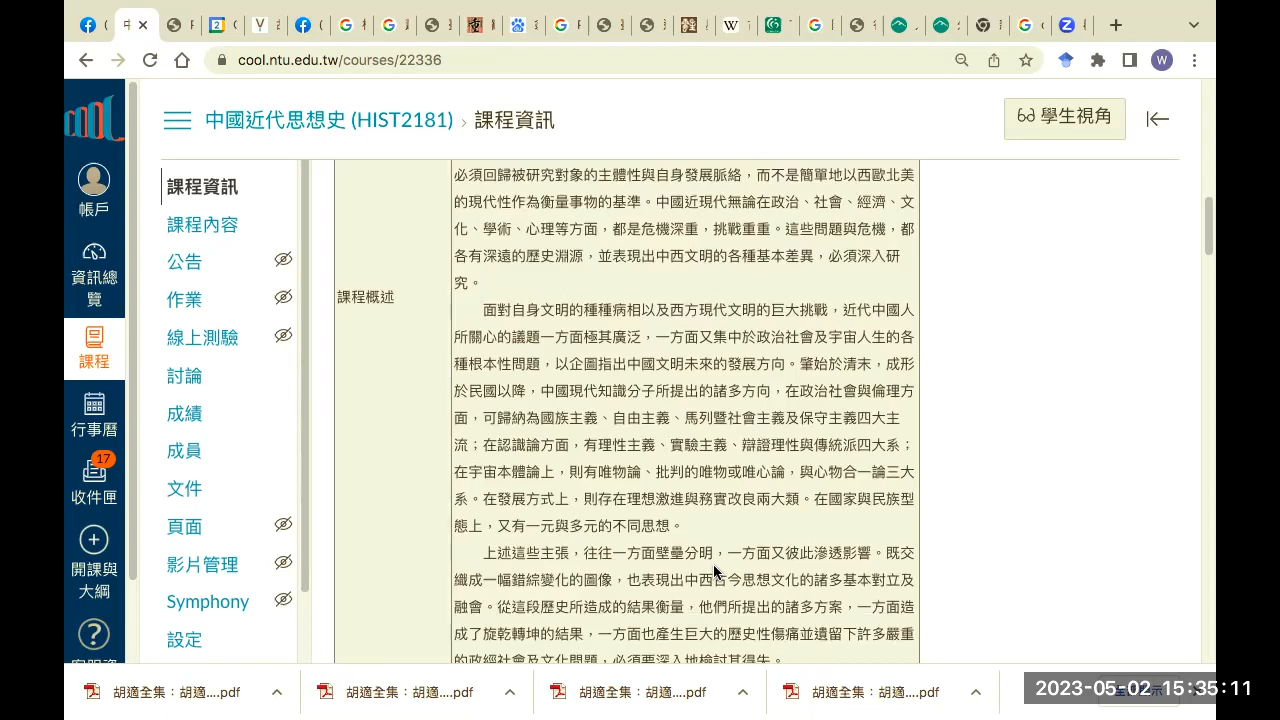 cool.ntu.edu.tw/courses/22336
W
中國近代思想史 (HIST2181) › 課程資訊
學生視角
帳戶
資訊總覽
課程
行事曆
17
收件匣
開課與大綱
課程資訊
課程內容
公告
作業
線上測驗
討論
成績
成員
文件
頁面
影片管理
Symphony
設定
課程概述
必須回歸被研究對象的主體性與自身發展脈絡，而不是簡單地以西歐北美
的現代性作為衡量事物的基準。中國近現代無論在政治、社會、經濟、文
化、學術、心理等方面，都是危機深重，挑戰重重。這些問題與危機，都
各有深遠的歷史淵源，並表現出中西文明的各種基本差異，必須深入研
究。
面對自身文明的種種病相以及西方現代文明的巨大挑戰，近代中國人
所關心的議題一方面極其廣泛，一方面又集中於政治社會及宇宙人生的各
種根本性問題，以企圖指出中國文明未來的發展方向。肇始於清末，成形
於民國以降，中國現代知識分子所提出的諸多方向，在政治社會與倫理方
面，可歸納為國族主義、自由主義、馬列暨社會主義及保守主義四大主
流；在認識論方面，有理性主義、實驗主義、辯證理性與傳統派四大系；
在宇宙本體論上，則有唯物論、批判的唯物或唯心論，與心物合一論三大
系。在發展方式上，則存在理想激進與務實改良兩大類。在國家與民族型
態上，又有一元與多元的不同思想。
上述這些主張，往往一方面壁壘分明，一方面又彼此滲透影響。既交
織成一幅錯綜變化的圖像，也表現出中西古今思想文化的諸多基本對立及
融會。從這段歷史所造成的結果衡量，他們所提出的諸多方案，一方面造
成了旋乾轉坤的結果，一方面也產生巨大的歷史性傷痛並遺留下許多嚴重
的政經社會及文化問題，必須要深入地檢討其得失。
胡適全集：胡適....pdf
胡適全集：胡適....pdf
胡適全集：胡適....pdf
胡適全集：胡適....pdf
2023-05-02 15:35:11